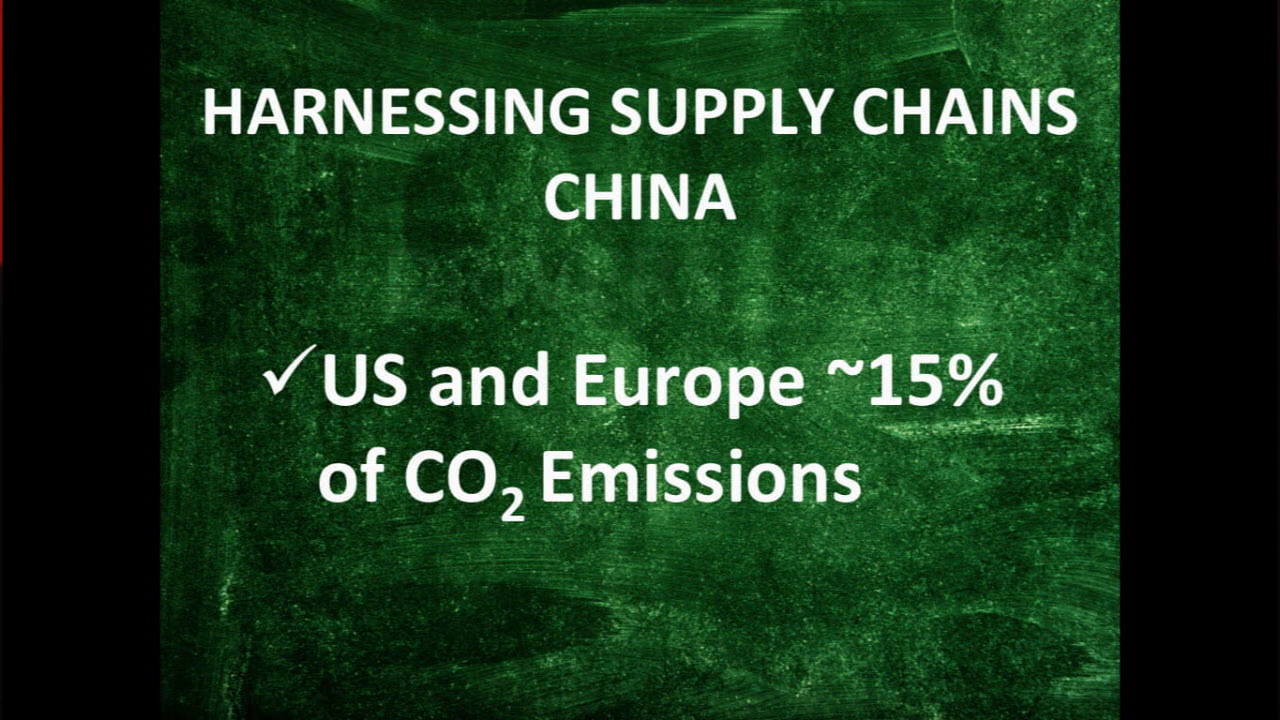 HARNESSING SUPPLY CHAINS
CHINA
✓US and Europe ~15%
of CO₂ Emissions